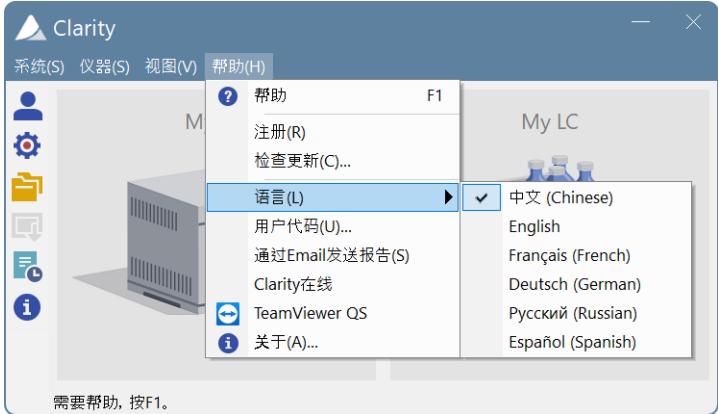 Clarity
系统(S) 仪器(S) 视图(V) 帮助(H)
帮助 F1
注册(R)
检查更新(C)...
语言(L)
用户代码(U)...
通过Email发送报告(S)
Clarity在线
TeamViewer QS
关于(A)...
中文 (Chinese)
English
Français (French)
Deutsch (German)
Русский (Russian)
Español (Spanish)
My LC
需要帮助, 按F1。